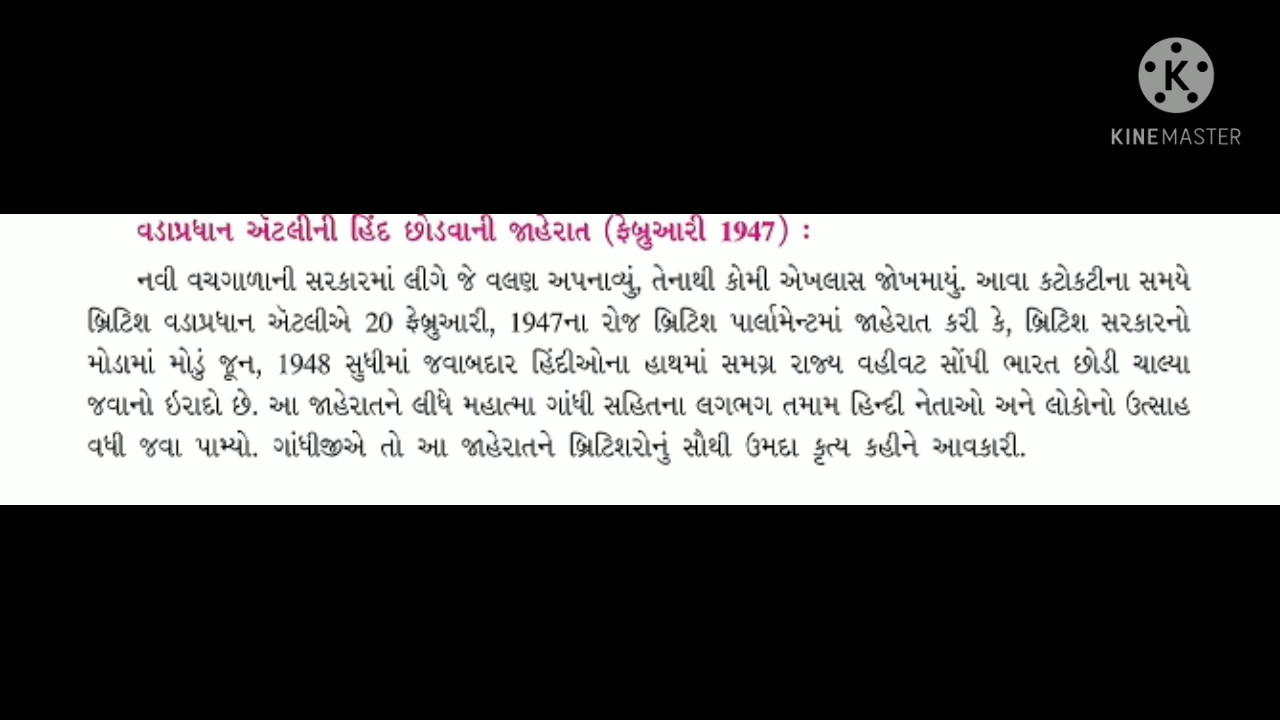 KINEMASTER
વડાપ્રધાન ઍટલીની હિંદ છોડવાની જાહેરાત (ફેબ્રુઆરી 1947) :
નવી વચગાળાની સરકારમાં લીગે જે વલણ અપનાવ્યું, તેનાથી કોમી એખલાસ જોખમાયું. આવા કટોકટીના સમયે
બ્રિટિશ વડાપ્રધાન ઍટલીએ 20 ફેબ્રુઆરી, 1947ના રોજ બ્રિટિશ પાર્લામેન્ટમાં જાહેરાત કરી કે, બ્રિટિશ સરકારનો
મોડામાં મોડું જૂન, 1948 સુધીમાં જવાબદાર હિંદીઓના હાથમાં સમગ્ર રાજ્ય વહીવટ સોંપી ભારત છોડી ચાલ્યા
જવાનો ઇરાદો છે. આ જાહેરાતને લીધે મહાત્મા ગાંધી સહિતના લગભગ તમામ હિન્દી નેતાઓ અને લોકોનો ઉત્સાહ
વધી જવા પામ્યો. ગાંધીજીએ તો આ જાહેરાતને બ્રિટિશરોનું સૌથી ઉમદા કૃત્ય કહીને આવકારી.